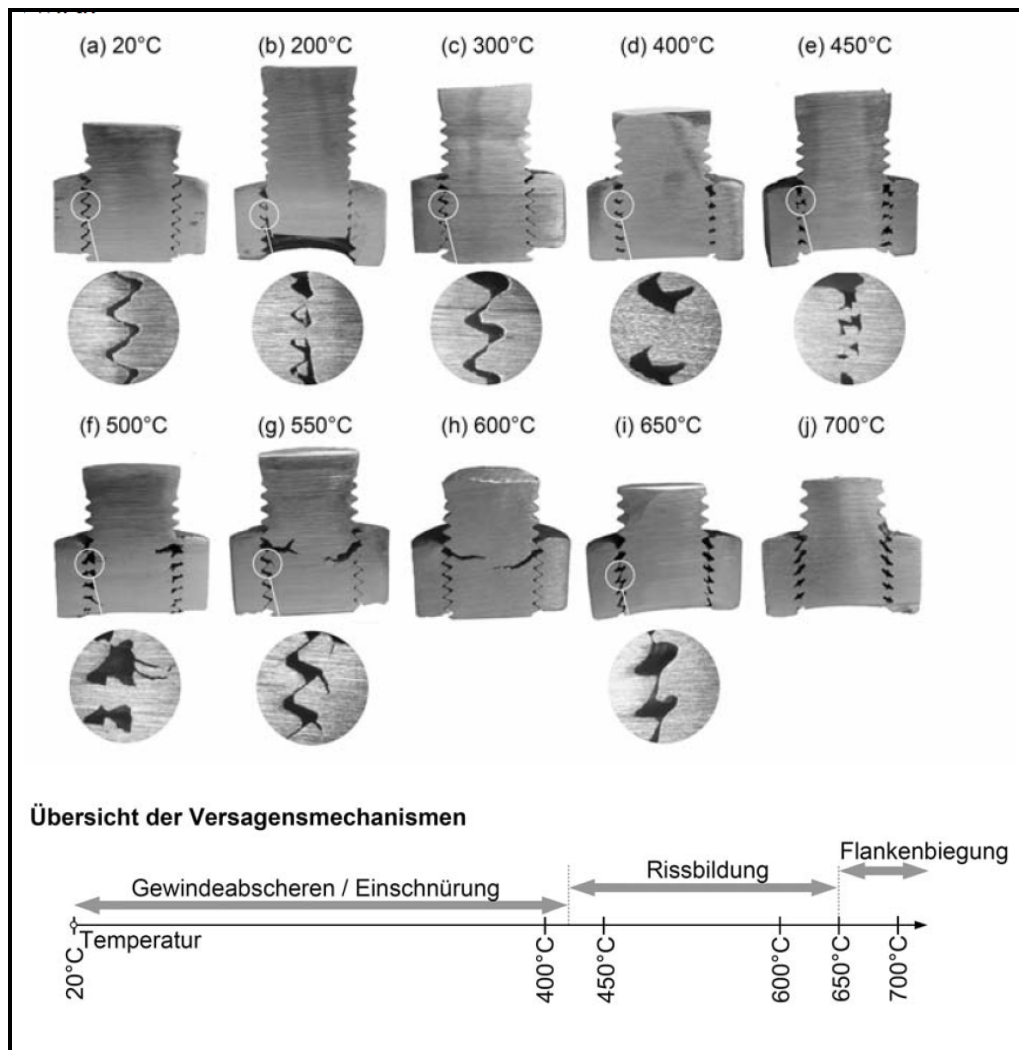 (a) 20°C (b) 200°C (c) 300°C (d) 400°C (e) 450°C
(f) 500°C (g) 550°C (h) 600°C (i) 650°C (j) 700°C
Übersicht der Versagensmechanismen
Flankenbiegung
Rissbildung
Gewindeabscheren / Einschnürung
Temperatur
20°C 400°C 450°C 600°C 650°C 700°C